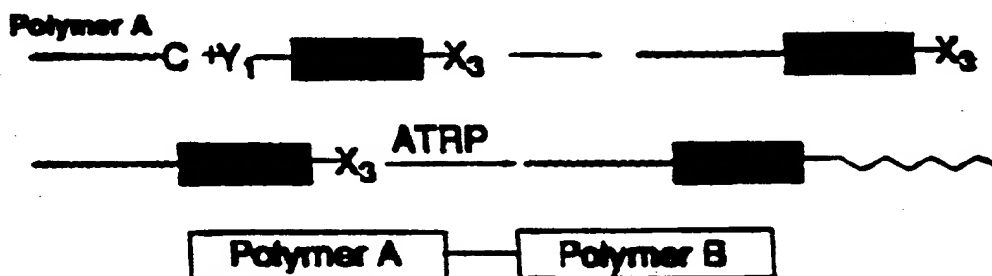 Polymer A
C +Y1 X3 X3
X3 ATRP
Polymer A Polymer B